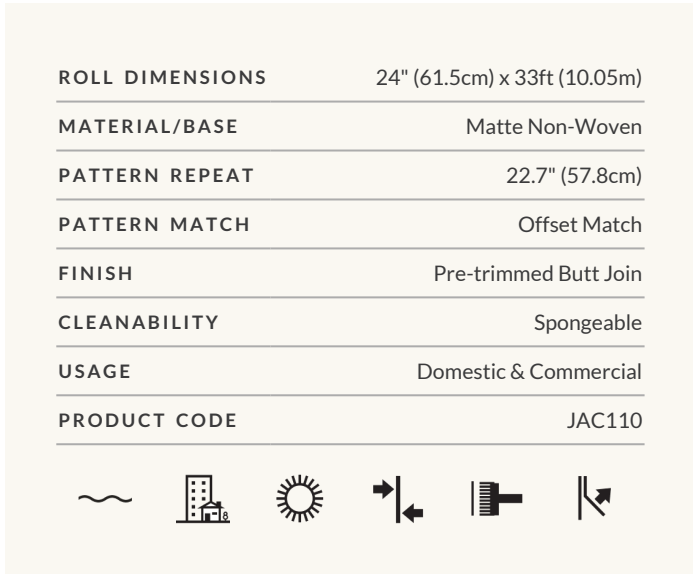 ROLL DIMENSIONS 24" (61.5cm) x 33ft (10.05m)
MATERIAL/BASE Matte Non-Woven
PATTERN REPEAT 22.7" (57.8cm)
PATTERN MATCH Offset Match
FINISH Pre-trimmed Butt Join
CLEANABILITY Spongeable
USAGE Domestic & Commercial
PRODUCT CODE JAC110